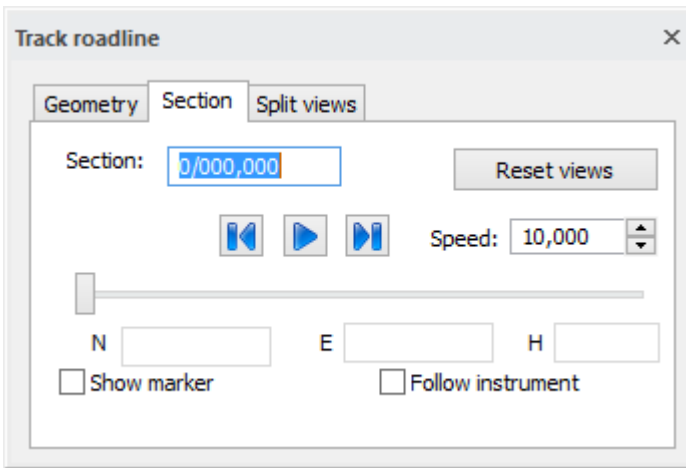 Track roadline
Geometry Section Split views
Section: 0/000,000 Reset views
Speed: 10,000
N E H
Show marker Follow instrument